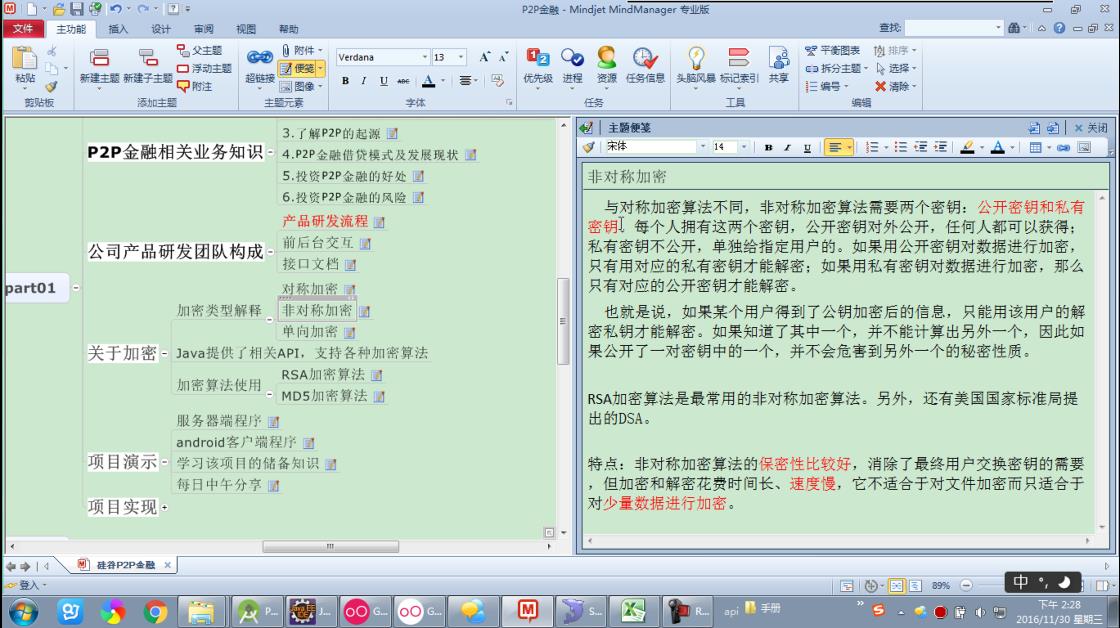 P2P金融 - Mindjet MindManager 专业版
文件 主功能 插入 设计 审阅 视图 帮助 查找:
粘贴 新建主题 新建子主题 父主题 浮动主题 附注 超链接 附件 便笺 图像 Verdana 13 优先级 进程 资源 任务信息 头脑风暴 标记索引 共享 平衡图表 排序 拆分主题 选择 编号 清除
B I U ABC A
剪贴板 添加主题 主题元素 字体 任务 工具 编辑
3.了解P2P的起源
P2P金融相关业务知识
4.P2P金融借贷模式及发展现状
5.投资P2P金融的好处
6.投资P2P金融的风险
产品研发流程
公司产品研发团队构成
前后台交互
接口文档
part01
对称加密
加密类型解释
非对称加密
单向加密
关于加密
Java提供了相关API，支持各种加密算法
加密算法使用
RSA加密算法
MD5加密算法
服务器端程序
android客户端程序
项目演示
学习该项目的储备知识
每日中午分享
项目实现
主题便笺 关闭
宋体 14 B I U A
非对称加密
与对称加密算法不同，非对称加密算法需要两个密钥：公开密钥和私有
密钥。每个人拥有这两个密钥，公开密钥对外公开，任何人都可以获得；
私有密钥不公开，单独给指定用户的。如果用公开密钥对数据进行加密，
只有用对应的私有密钥才能解密；如果用私有密钥对数据进行加密，那么
只有对应的公开密钥才能解密。
也就是说，如果某个用户得到了公钥加密后的信息，只能用该用户的解
密私钥才能解密。如果知道了其中一个，并不能计算出另外一个，因此如
果公开了一对密钥中的一个，并不会危害到另外一个的秘密性质。
RSA加密算法是最常用的非对称加密算法。另外，还有美国国家标准局提
出的DSA。
特点：非对称加密算法的保密性比较好，消除了最终用户交换密钥的需要
，但加密和解密花费时间长、速度慢，它不适合于对文件加密而只适合于
对少量数据进行加密。
硅谷P2P金融
登入 89%
中 °,
P... J... G... G... S... R... api 手册
下午 2:28
2016/11/30 星期三